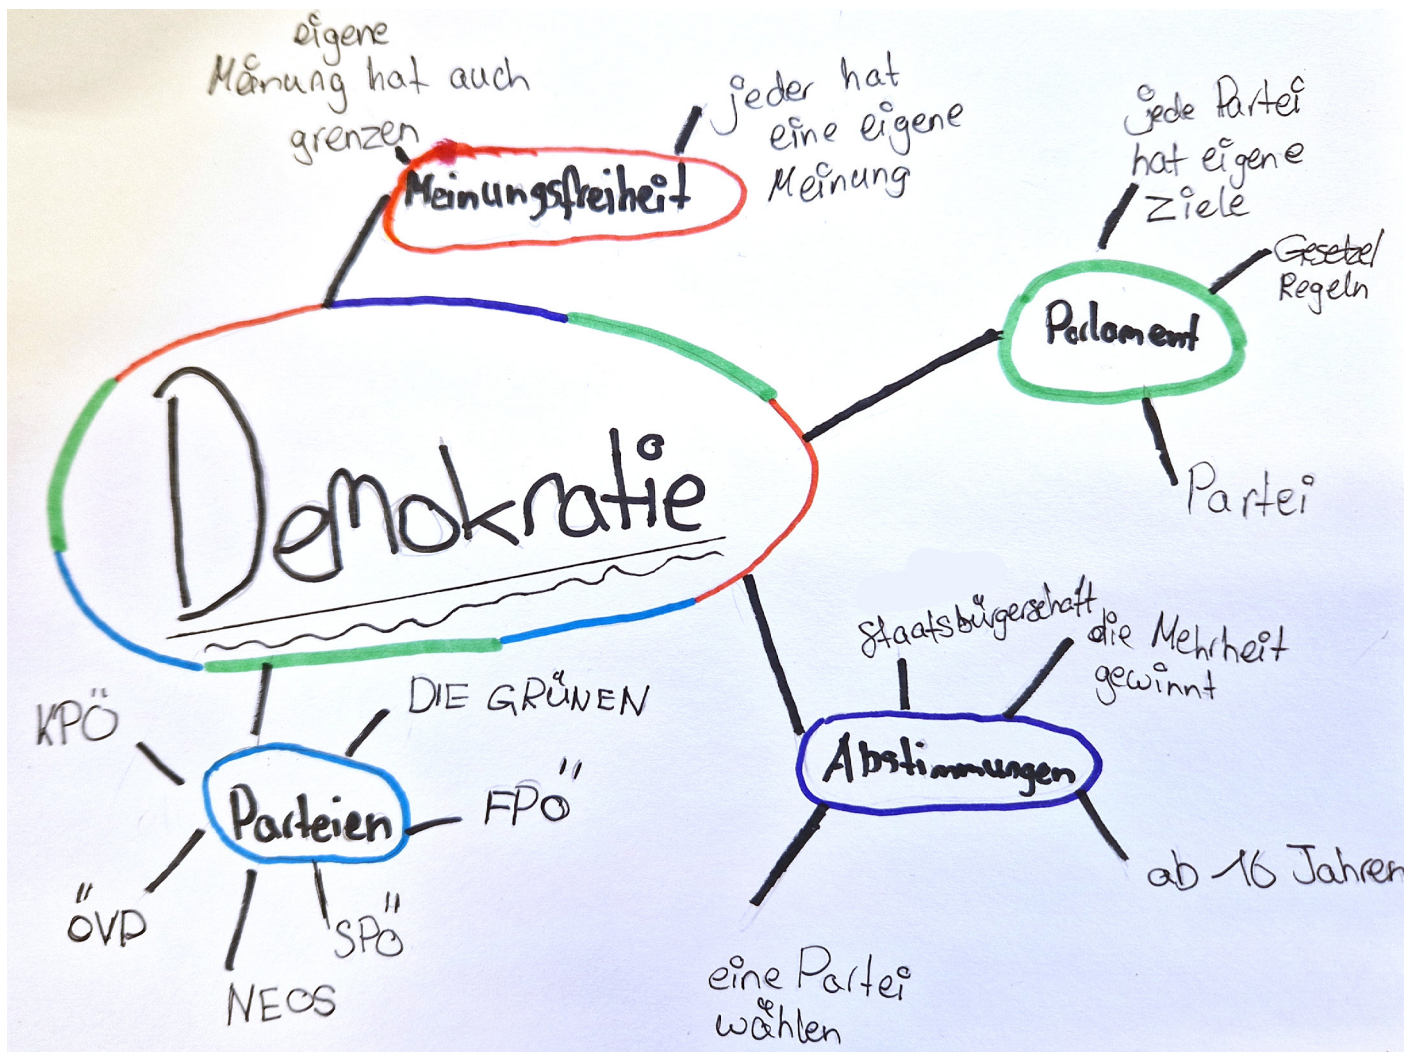 eigene
Meinung hat auch
grenzen
jeder hat
eine eigene
Meinung
Meinungsfreiheit
jede Partei
hat eigene
Ziele
Gesetze/
Regeln
Parlament
Partei
Demokratie
Staatsbürgerschaft
die Mehrheit
gewinnt
Abstimmungen
ab 16 Jahren
eine Partei
wählen
DIE GRÜNEN
KPÖ
FPÖ
Parteien
ÖVP
SPÖ
NEOS